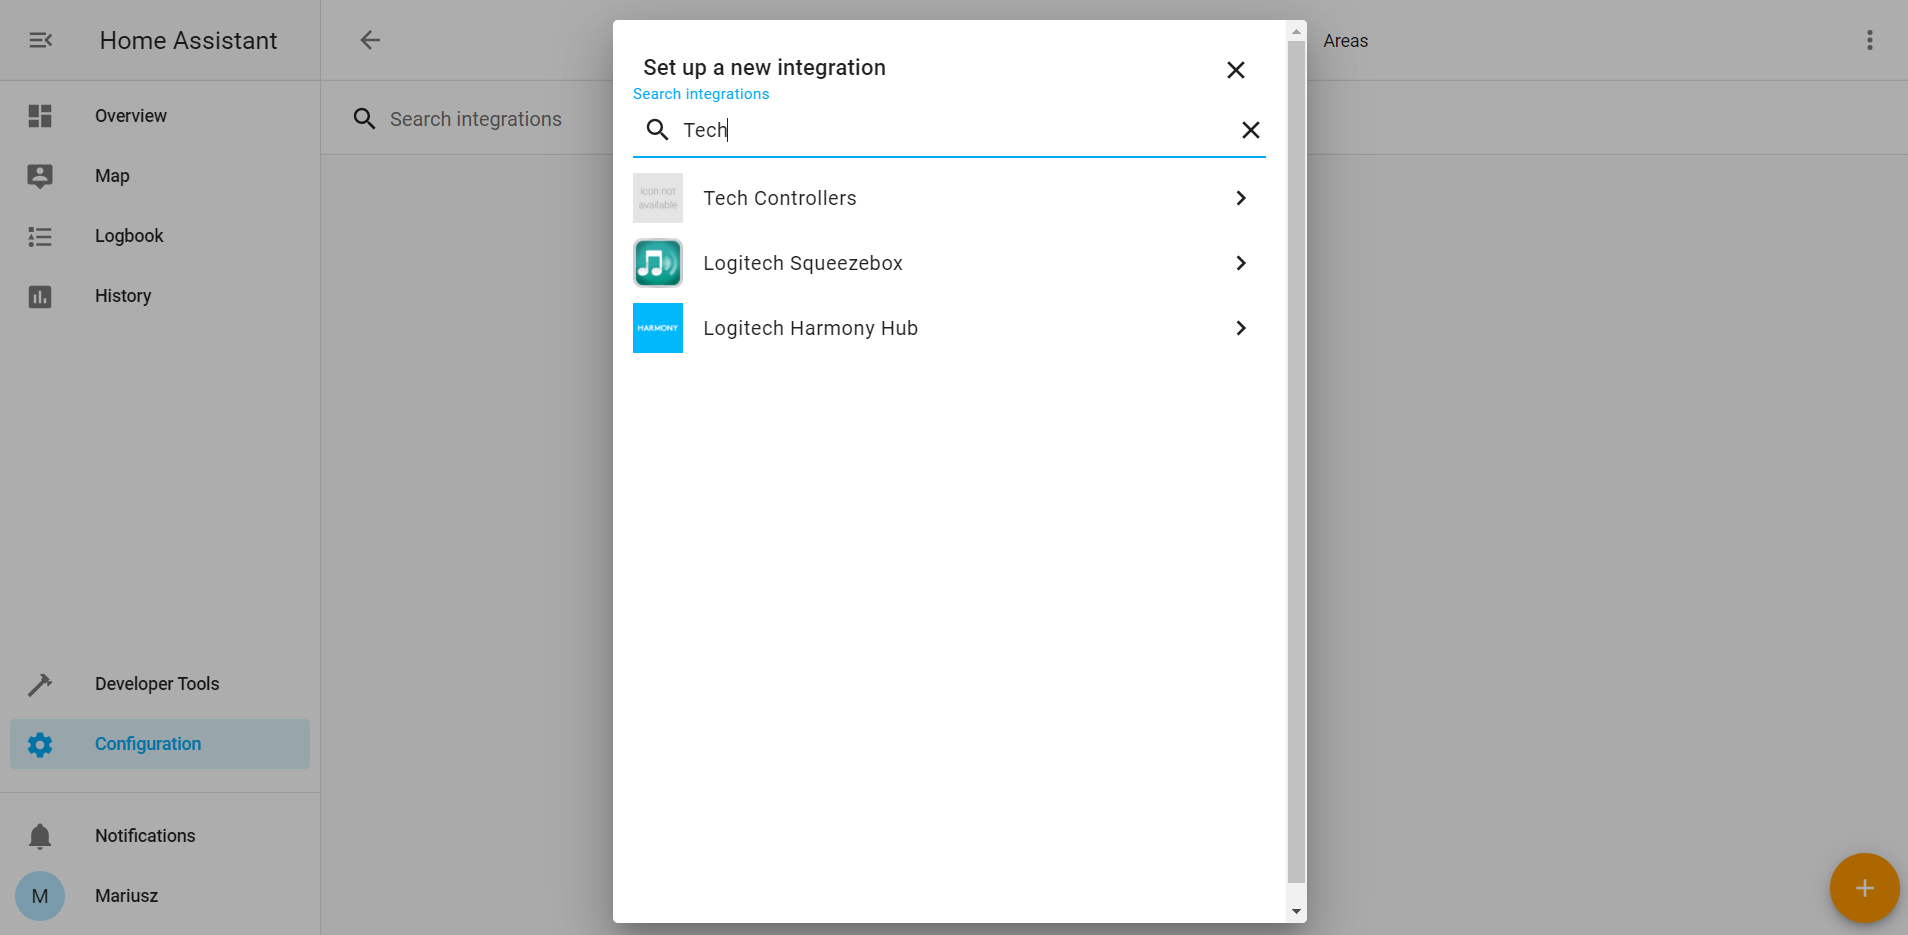 Home Assistant
Overview
Map
Logbook
History
Developer Tools
Configuration
Notifications
M
Mariusz
Search integrations
Areas
Set up a new integration
Search integrations
Tech
icon not
available
Tech Controllers
Logitech Squeezebox
HARMONY
Logitech Harmony Hub